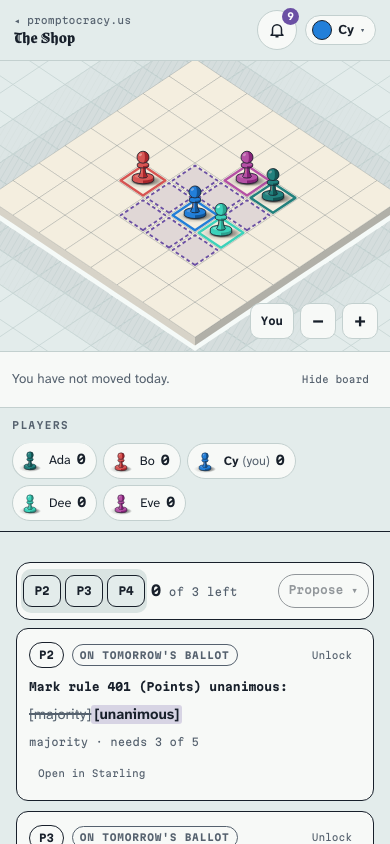 ◂ promptocracy.us
The Shop
9
Cy ▾
You
−
+
You have not moved today.
Hide board
PLAYERS
Ada 0
Bo 0
Cy (you) 0
Dee 0
Eve 0
P2 P3 P4 0 of 3 left
Propose ▾
P2 ON TOMORROW'S BALLOT Unlock
Mark rule 401 (Points) unanimous:
[majority] [unanimous]
majority · needs 3 of 5
Open in Starling
P3 ON TOMORROW'S BALLOT Unlock